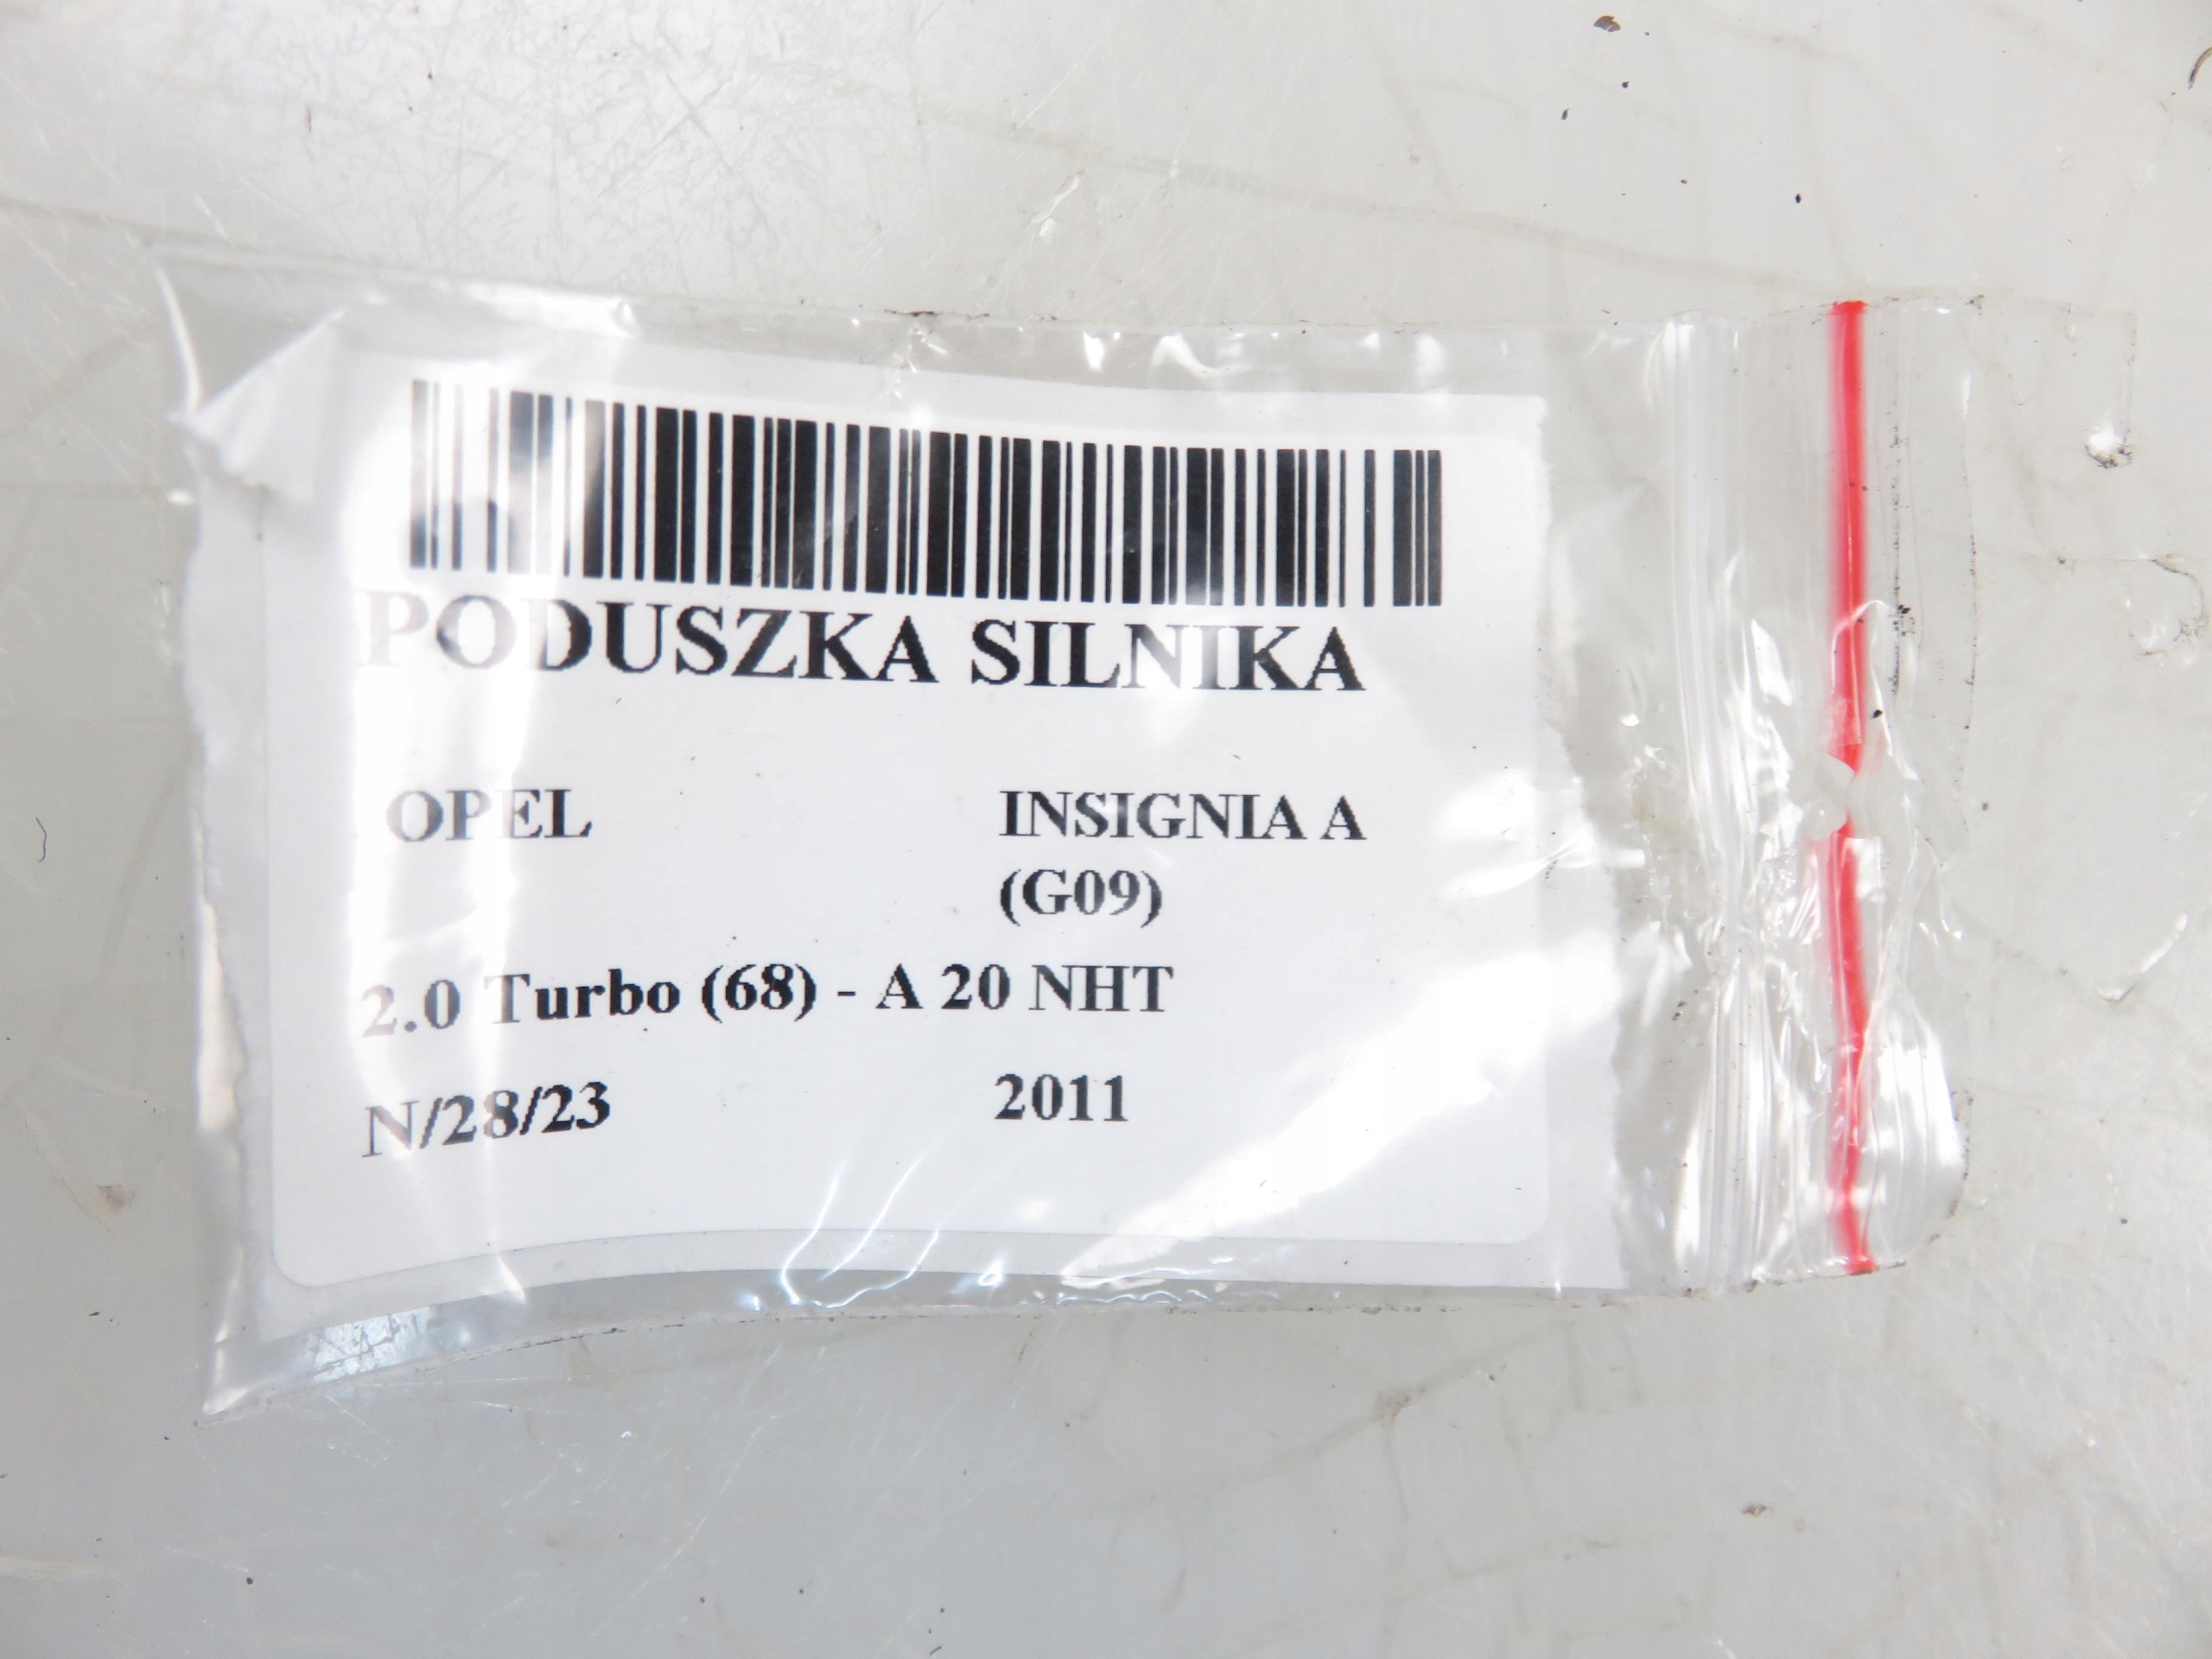 PODUSZKA SILNIKA
OPEL INSIGNIA A
(G09)
2.0 Turbo (68) - A 20 NHT
N/28/23 2011